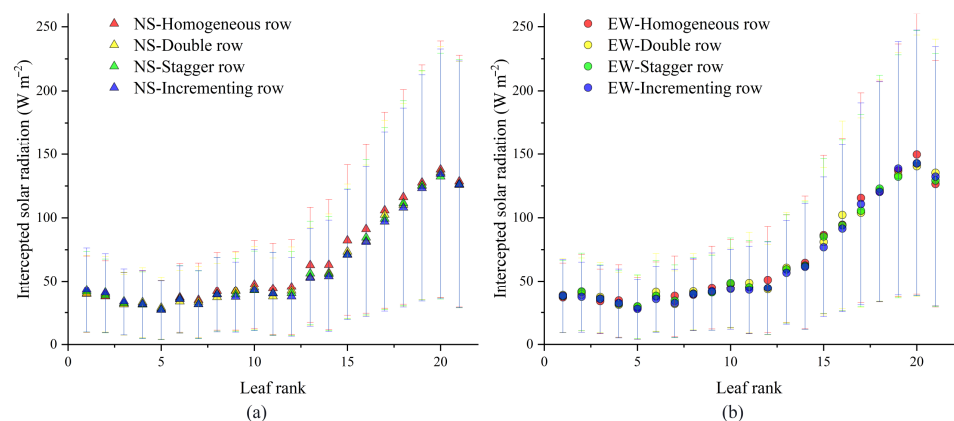 250
200
150
100
50
0
Intercepted solar radiation (W m⁻²)
NS-Homogeneous row
NS-Double row
NS-Stagger row
NS-Incrementing row
0 5 10 15 20
Leaf rank
(a)
250
200
150
100
50
0
Intercepted solar radiation (W m⁻²)
EW-Homogeneous row
EW-Double row
EW-Stagger row
EW-Incrementing row
0 5 10 15 20
Leaf rank
(b)